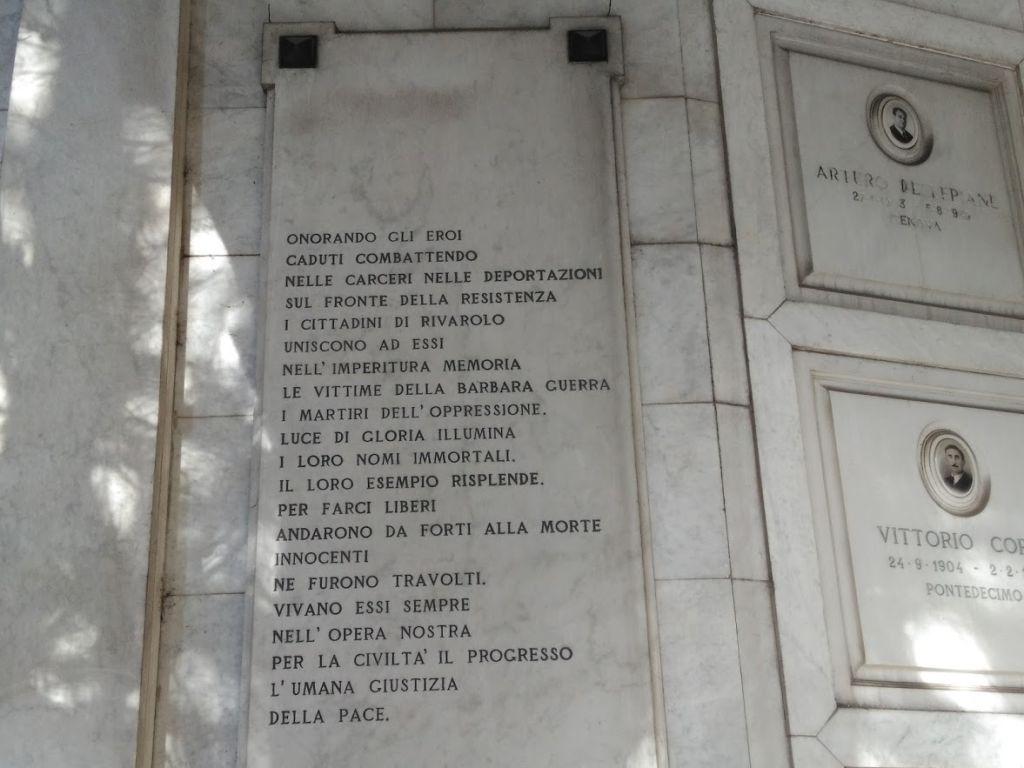 ONORANDO GLI EROI
CADUTI COMBATTENDO
NELLE CARCERI NELLE DEPORTAZIONI
SUL FRONTE DELLA RESISTENZA
I CITTADINI DI RIVAROLO
UNISCONO AD ESSI
NELL'IMPERITURA MEMORIA
LE VITTIME DELLA BARBARA GUERRA
I MARTIRI DELL'OPPRESSIONE.
LUCE DI GLORIA ILLUMINA
I LORO NOMI IMMORTALI.
IL LORO ESEMPIO RISPLENDE.
PER FARCI LIBERI
ANDARONO DA FORTI ALLA MORTE
INNOCENTI
NE FURONO TRAVOLTI.
VIVANO ESSI SEMPRE
NELL'OPERA NOSTRA
PER LA CIVILTA' IL PROGRESSO
L'UMANA GIUSTIZIA
DELLA PACE.
ARTURO
VITTORIO
24·9·1904 - 2·2·
PONTEDECIMO